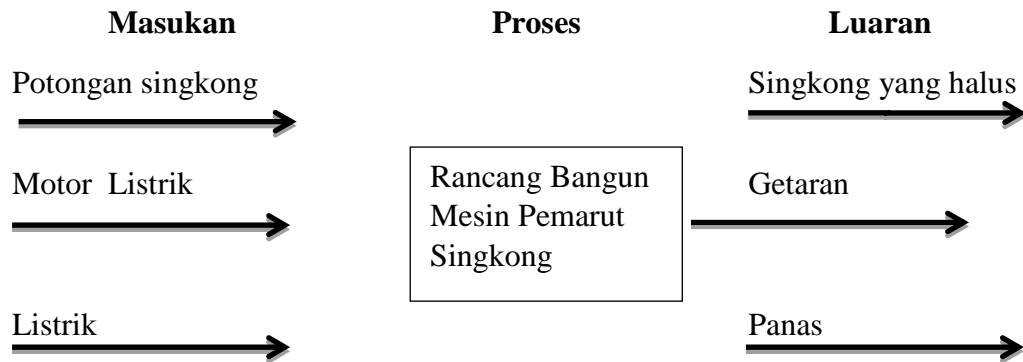 Masukan Proses Luaran
Potongan singkong
Singkong yang halus
Motor Listrik
Rancang Bangun
Mesin Pemarut
Singkong
Getaran
Listrik
Panas